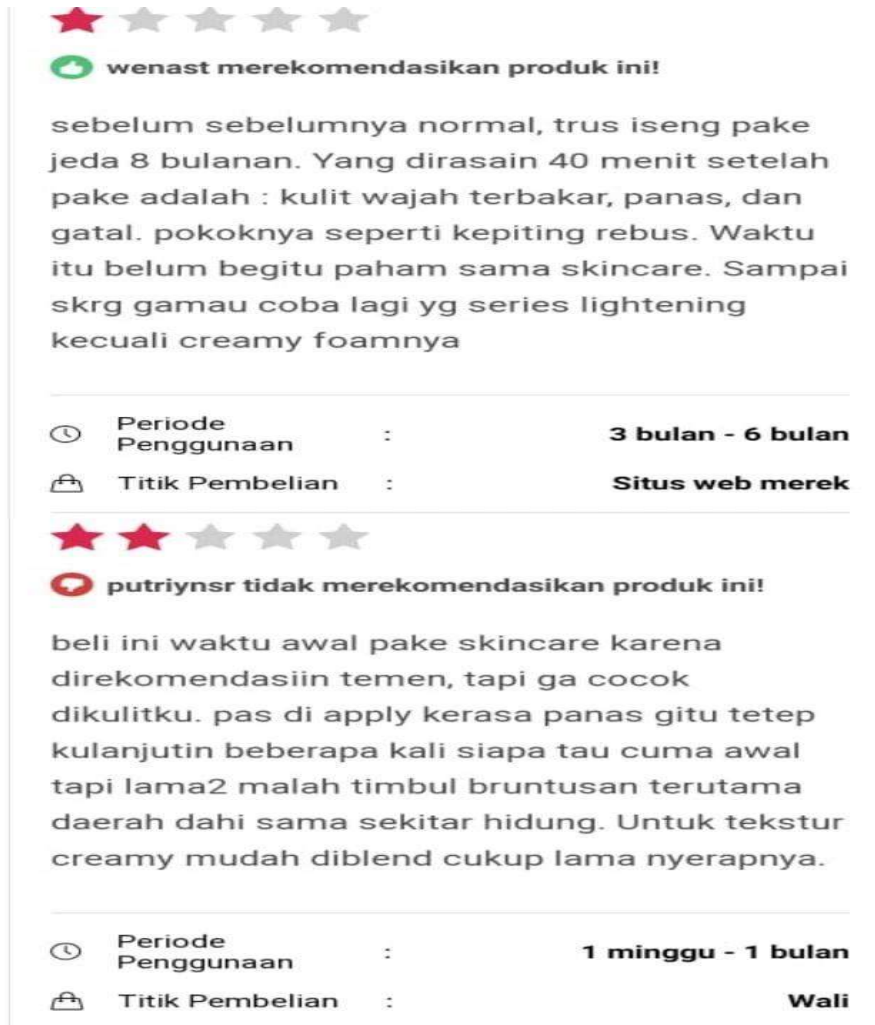 wenast merekomendasikan produk ini!
sebelum sebelumnya normal, trus iseng pake
jeda 8 bulanan. Yang dirasain 40 menit setelah
pake adalah : kulit wajah terbakar, panas, dan
gatal. pokoknya seperti kepiting rebus. Waktu
itu belum begitu paham sama skincare. Sampai
skrg gamau coba lagi yg series lightening
kecuali creamy foamnya
Periode
Penggunaan : 3 bulan - 6 bulan
Titik Pembelian : Situs web merek
putriynsr tidak merekomendasikan produk ini!
beli ini waktu awal pake skincare karena
direkomendasiin temen, tapi ga cocok
dikulitku. pas di apply kerasa panas gitu tetep
kulanjutin beberapa kali siapa tau cuma awal
tapi lama2 malah timbul bruntusan terutama
daerah dahi sama sekitar hidung. Untuk tekstur
creamy mudah diblend cukup lama nyerapnya.
Periode
Penggunaan : 1 minggu - 1 bulan
Titik Pembelian : Wali